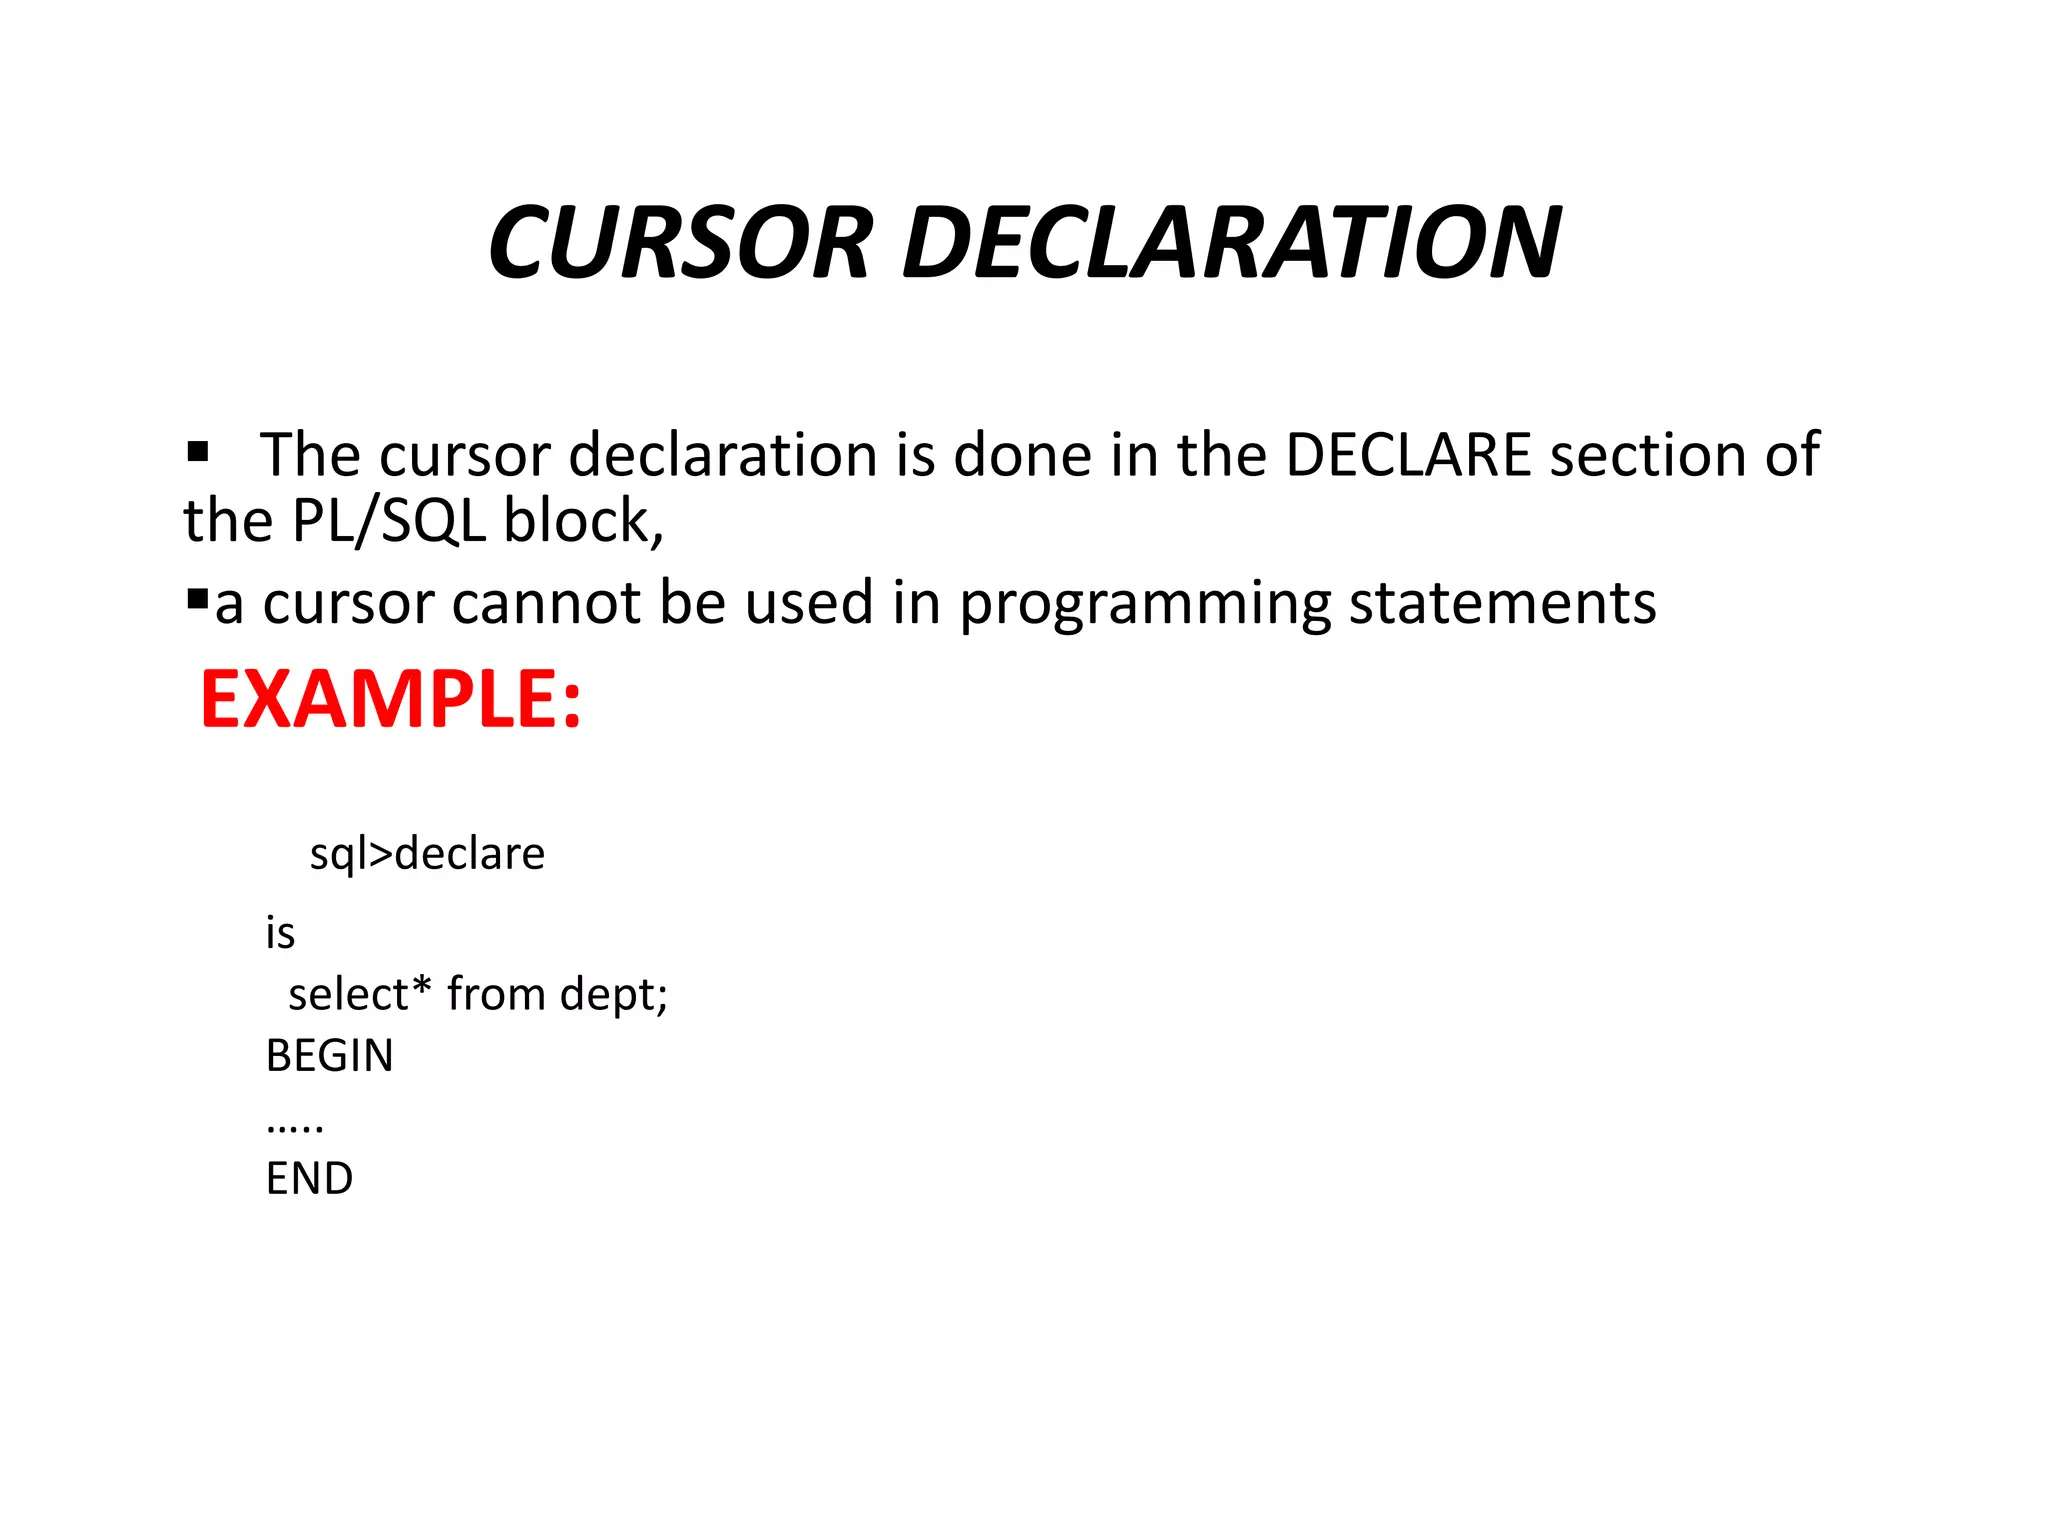 CURSOR DECLARATION
▪ The cursor declaration is done in the DECLARE section of
the PL/SQL block,
▪a cursor cannot be used in programming statements
EXAMPLE:
sql>declare
is
select* from dept;
BEGIN
…..
END